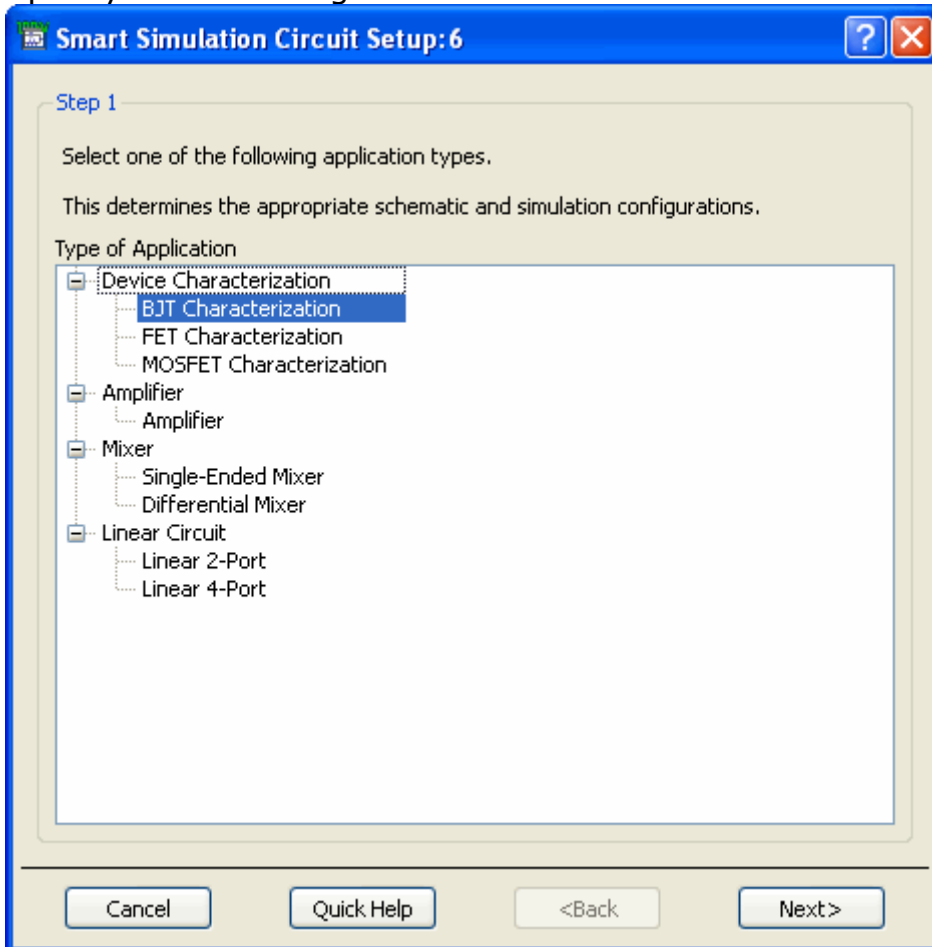 Smart Simulation Circuit Setup:6
Step 1
Select one of the following application types.
This determines the appropriate schematic and simulation configurations.
Type of Application
Device Characterization
BJT Characterization
FET Characterization
MOSFET Characterization
Amplifier
Amplifier
Mixer
Single-Ended Mixer
Differential Mixer
Linear Circuit
Linear 2-Port
Linear 4-Port
Cancel Quick Help <Back Next>